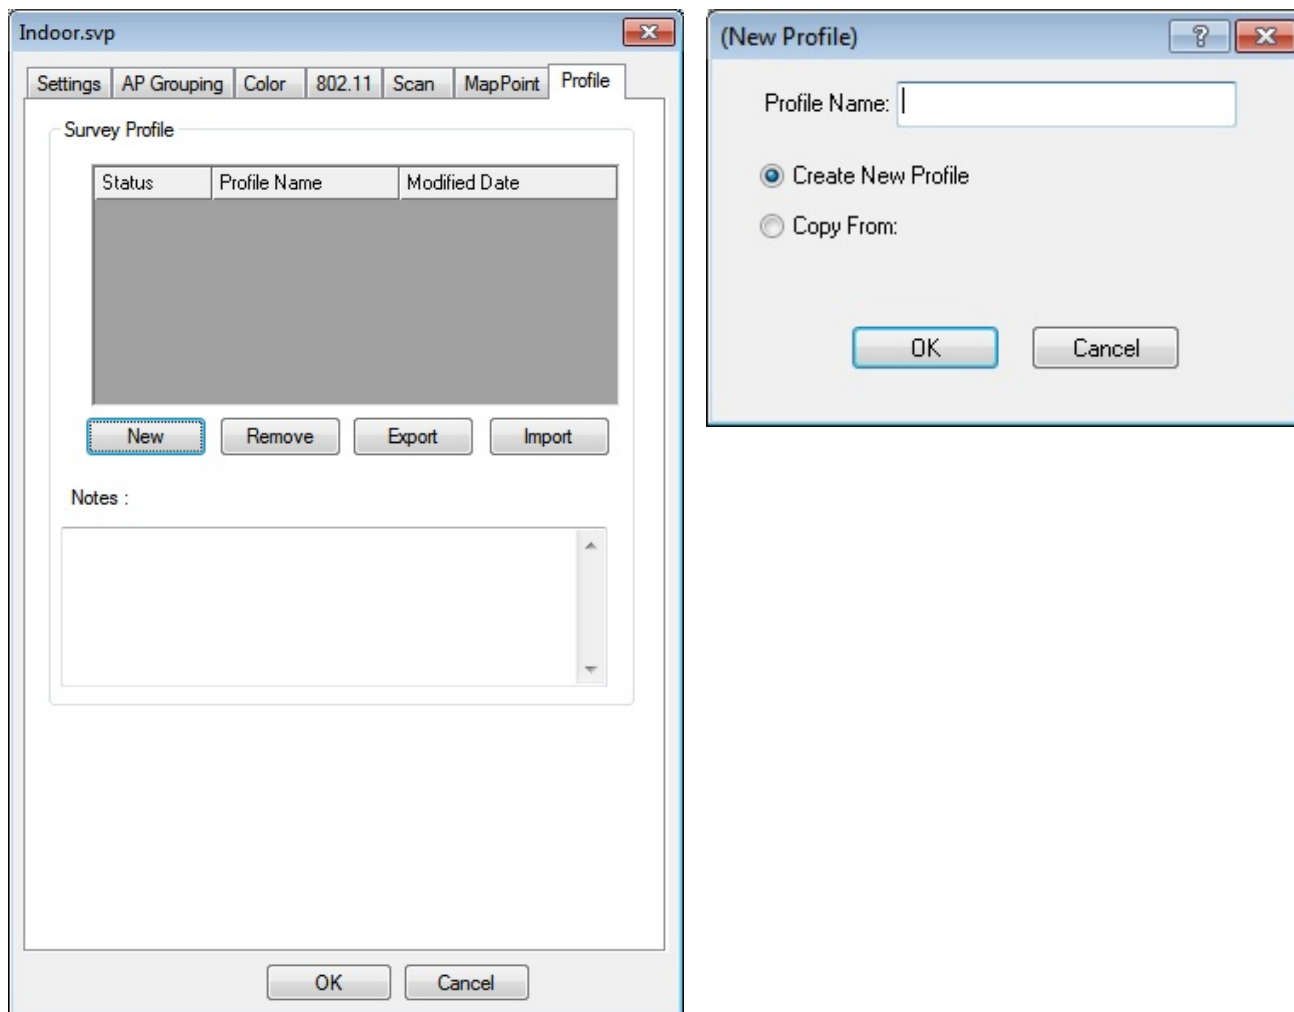 Indoor.svp
Settings AP Grouping Color 802.11 Scan MapPoint Profile
Survey Profile
Status Profile Name Modified Date
New Remove Export Import
Notes :
OK Cancel
(New Profile)
Profile Name:
Create New Profile
Copy From:
OK Cancel